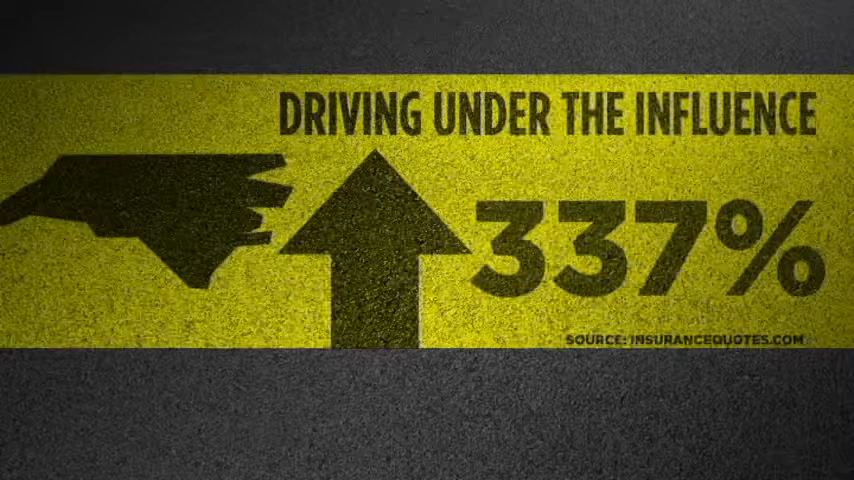 DRIVING UNDER THE INFLUENCE
337%
SOURCE: INSURANCEQUOTES.COM